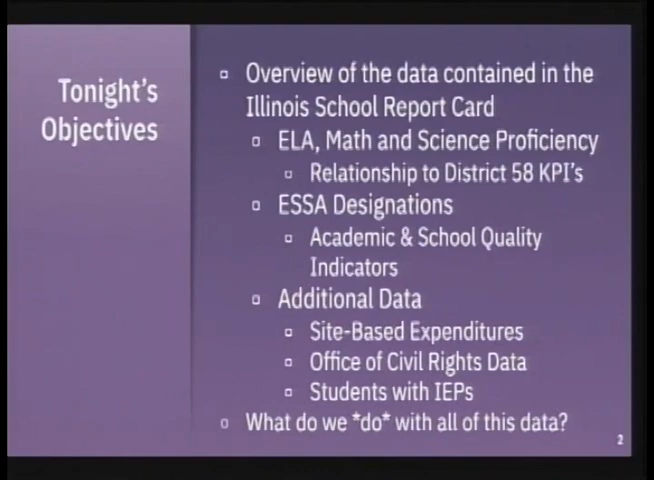 Tonight's
Objectives
Overview of the data contained in the
Illinois School Report Card
ELA, Math and Science Proficiency
Relationship to District 58 KPI's
ESSA Designations
Academic & School Quality
Indicators
Additional Data
Site-Based Expenditures
Office of Civil Rights Data
Students with IEPs
What do we *do* with all of this data?
2